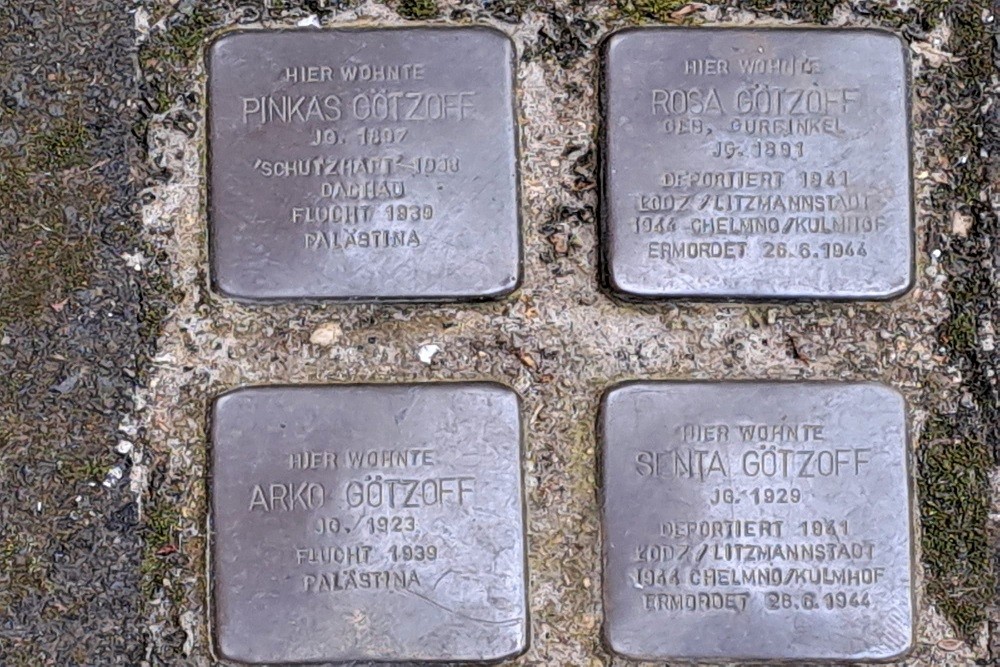 HIER WOHNTE
PINKAS GÖTZOFF
JG. 1897
'SCHUTZHAFT' 1938
DACHAU
FLUCHT 1939
PALÄSTINA
HIER WOHNTE
ROSA GÖTZOFF
GEB. GURFINKEL
JG. 1891
DEPORTIERT 1941
ŁODZ/LITZMANNSTADT
1944 CHELMNO/KULMHOF
ERMORDET 26.6.1944
HIER WOHNTE
ARKO GÖTZOFF
JG. 1923
FLUCHT 1939
PALÄSTINA
HIER WOHNTE
SENTA GÖTZOFF
JG. 1929
DEPORTIERT 1941
ŁODZ/LITZMANNSTADT
1944 CHELMNO/KULMHOF
ERMORDET 26.6.1944